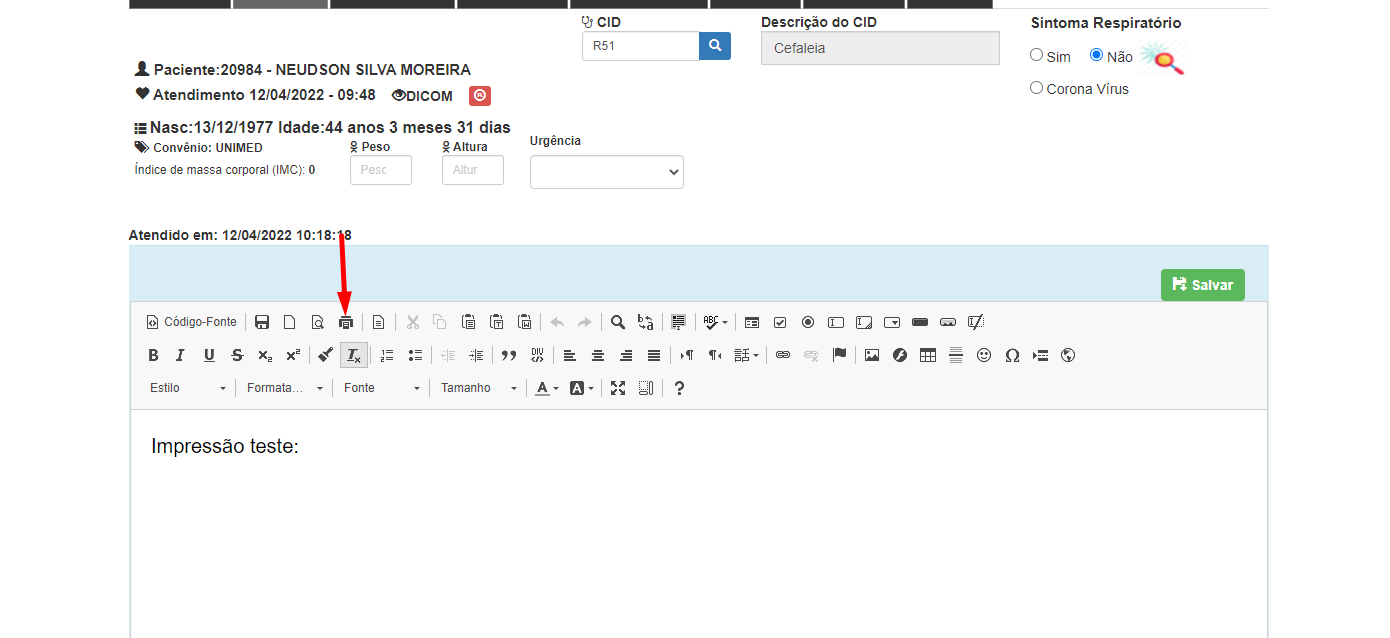 CID
Descrição do CID
Sintoma Respiratório
R51
Cefaleia
Sim
Não
Corona Vírus
Paciente:20984 - NEUDSON SILVA MOREIRA
Atendimento 12/04/2022 - 09:48
DICOM
R
Nasc:13/12/1977 Idade:44 anos 3 meses 31 dias
Urgência
Convênio: UNIMED
Peso
Altura
Índice de massa corporal (IMC): 0
Pesc
Altur
Atendido em: 12/04/2022 10:18:18
Salvar
Código-Fonte
Estilo
Formata...
Fonte
Tamanho
Impressão teste: